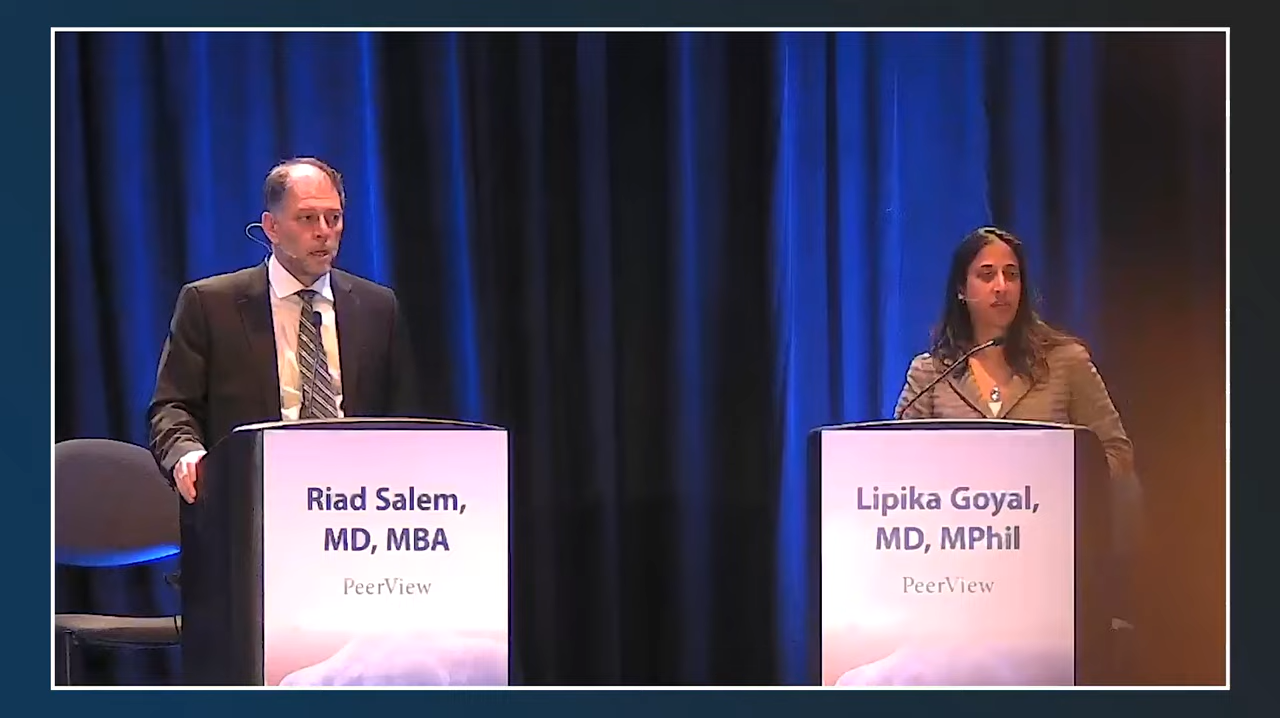 Riad Salem,
MD, MBA
PeerView
Lipika Goyal,
MD, MPhil
PeerView